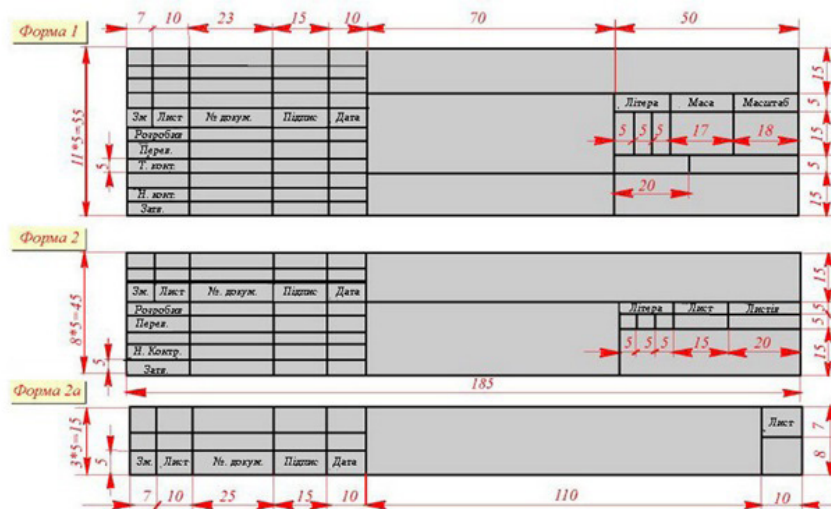 7 10 23 15 10 70 50
Форма 1
15
Літера Маса Масштаб
5
Зм. Лист № докум. Підпис Дата
5 5 5 17 18
15
11*5=55
Розробив
Перев.
5
Т. конт.
5
20
Н. конт.
15
Затв.
Форма 2
15
Зм. Лист №. докум. Підпис Дата
8*5=45
Розробив
Літера Лист Листів
5
Перев.
5
Н. Контр.
5 5 5 15 20
15
5
Затв.
185
Форма 2а
3*5=15
Лист
7
5
Зм. Лист №. докум. Підпис Дата
8
7 10 25 15 10 110 10